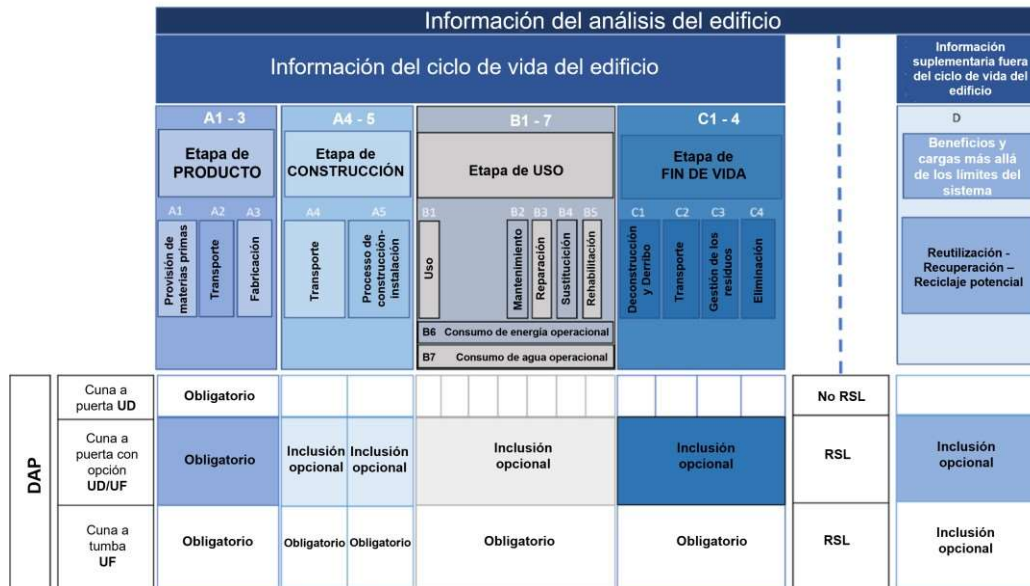 Información del análisis del edificio
Información del ciclo de vida del edificio
Información
suplementaria fuera
del ciclo de vida del
edificio
A1 - 3
A4 - 5
B1 - 7
C1 - 4
D
Etapa de
PRODUCTO
Etapa de
CONSTRUCCIÓN
Etapa de USO
Etapa de
FIN DE VIDA
Beneficios y
cargas más allá
de los límites del
sistema
A1
A2
A3
A4
A5
B1
B2
B3
B4
B5
C1
C2
C3
C4
Provisión de
materias primas
Transporte
Fabricación
Transporte
Processo de
construcción-
instalación
Uso
Mantenimiento
Reparación
Sustitucición
Rehabilitación
Deconstrucción
y Derribo
Transporte
Gestión de los
residuos
Eliminación
Reutilización -
Recuperación –
Reciclaje potencial
B6 Consumo de energía operacional
B7 Consumo de agua operacional
DAP
Cuna a
puerta UD
Obligatorio
No RSL
Cuna a
puerta con
opción
UD/UF
Obligatorio
Inclusión
opcional
Inclusión
opcional
Inclusión
opcional
Inclusión
opcional
RSL
Inclusión
opcional
Cuna a
tumba
UF
Obligatorio
Obligatorio
Obligatorio
Obligatorio
Obligatorio
RSL
Inclusión
opcional